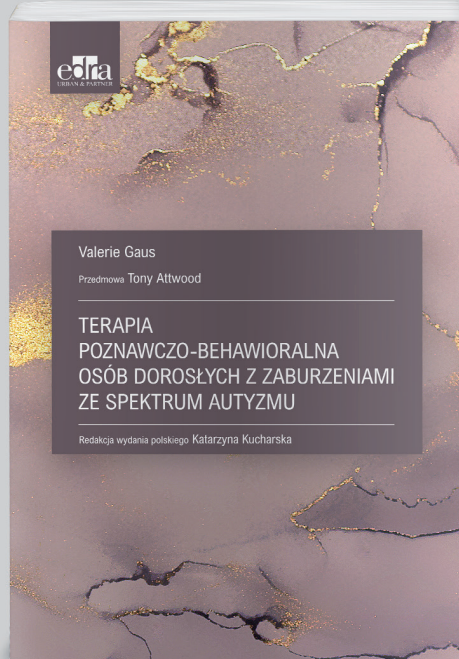 edra
URBAN & PARTNER
Valerie Gaus
Przedmowa Tony Attwood
TERAPIA
POZNAWCZO-BEHAWIORALNA
OSÓB DOROSŁYCH Z ZABURZENIAMI
ZE SPEKTRUM AUTYZMU
Redakcja wydania polskiego Katarzyna Kucharska